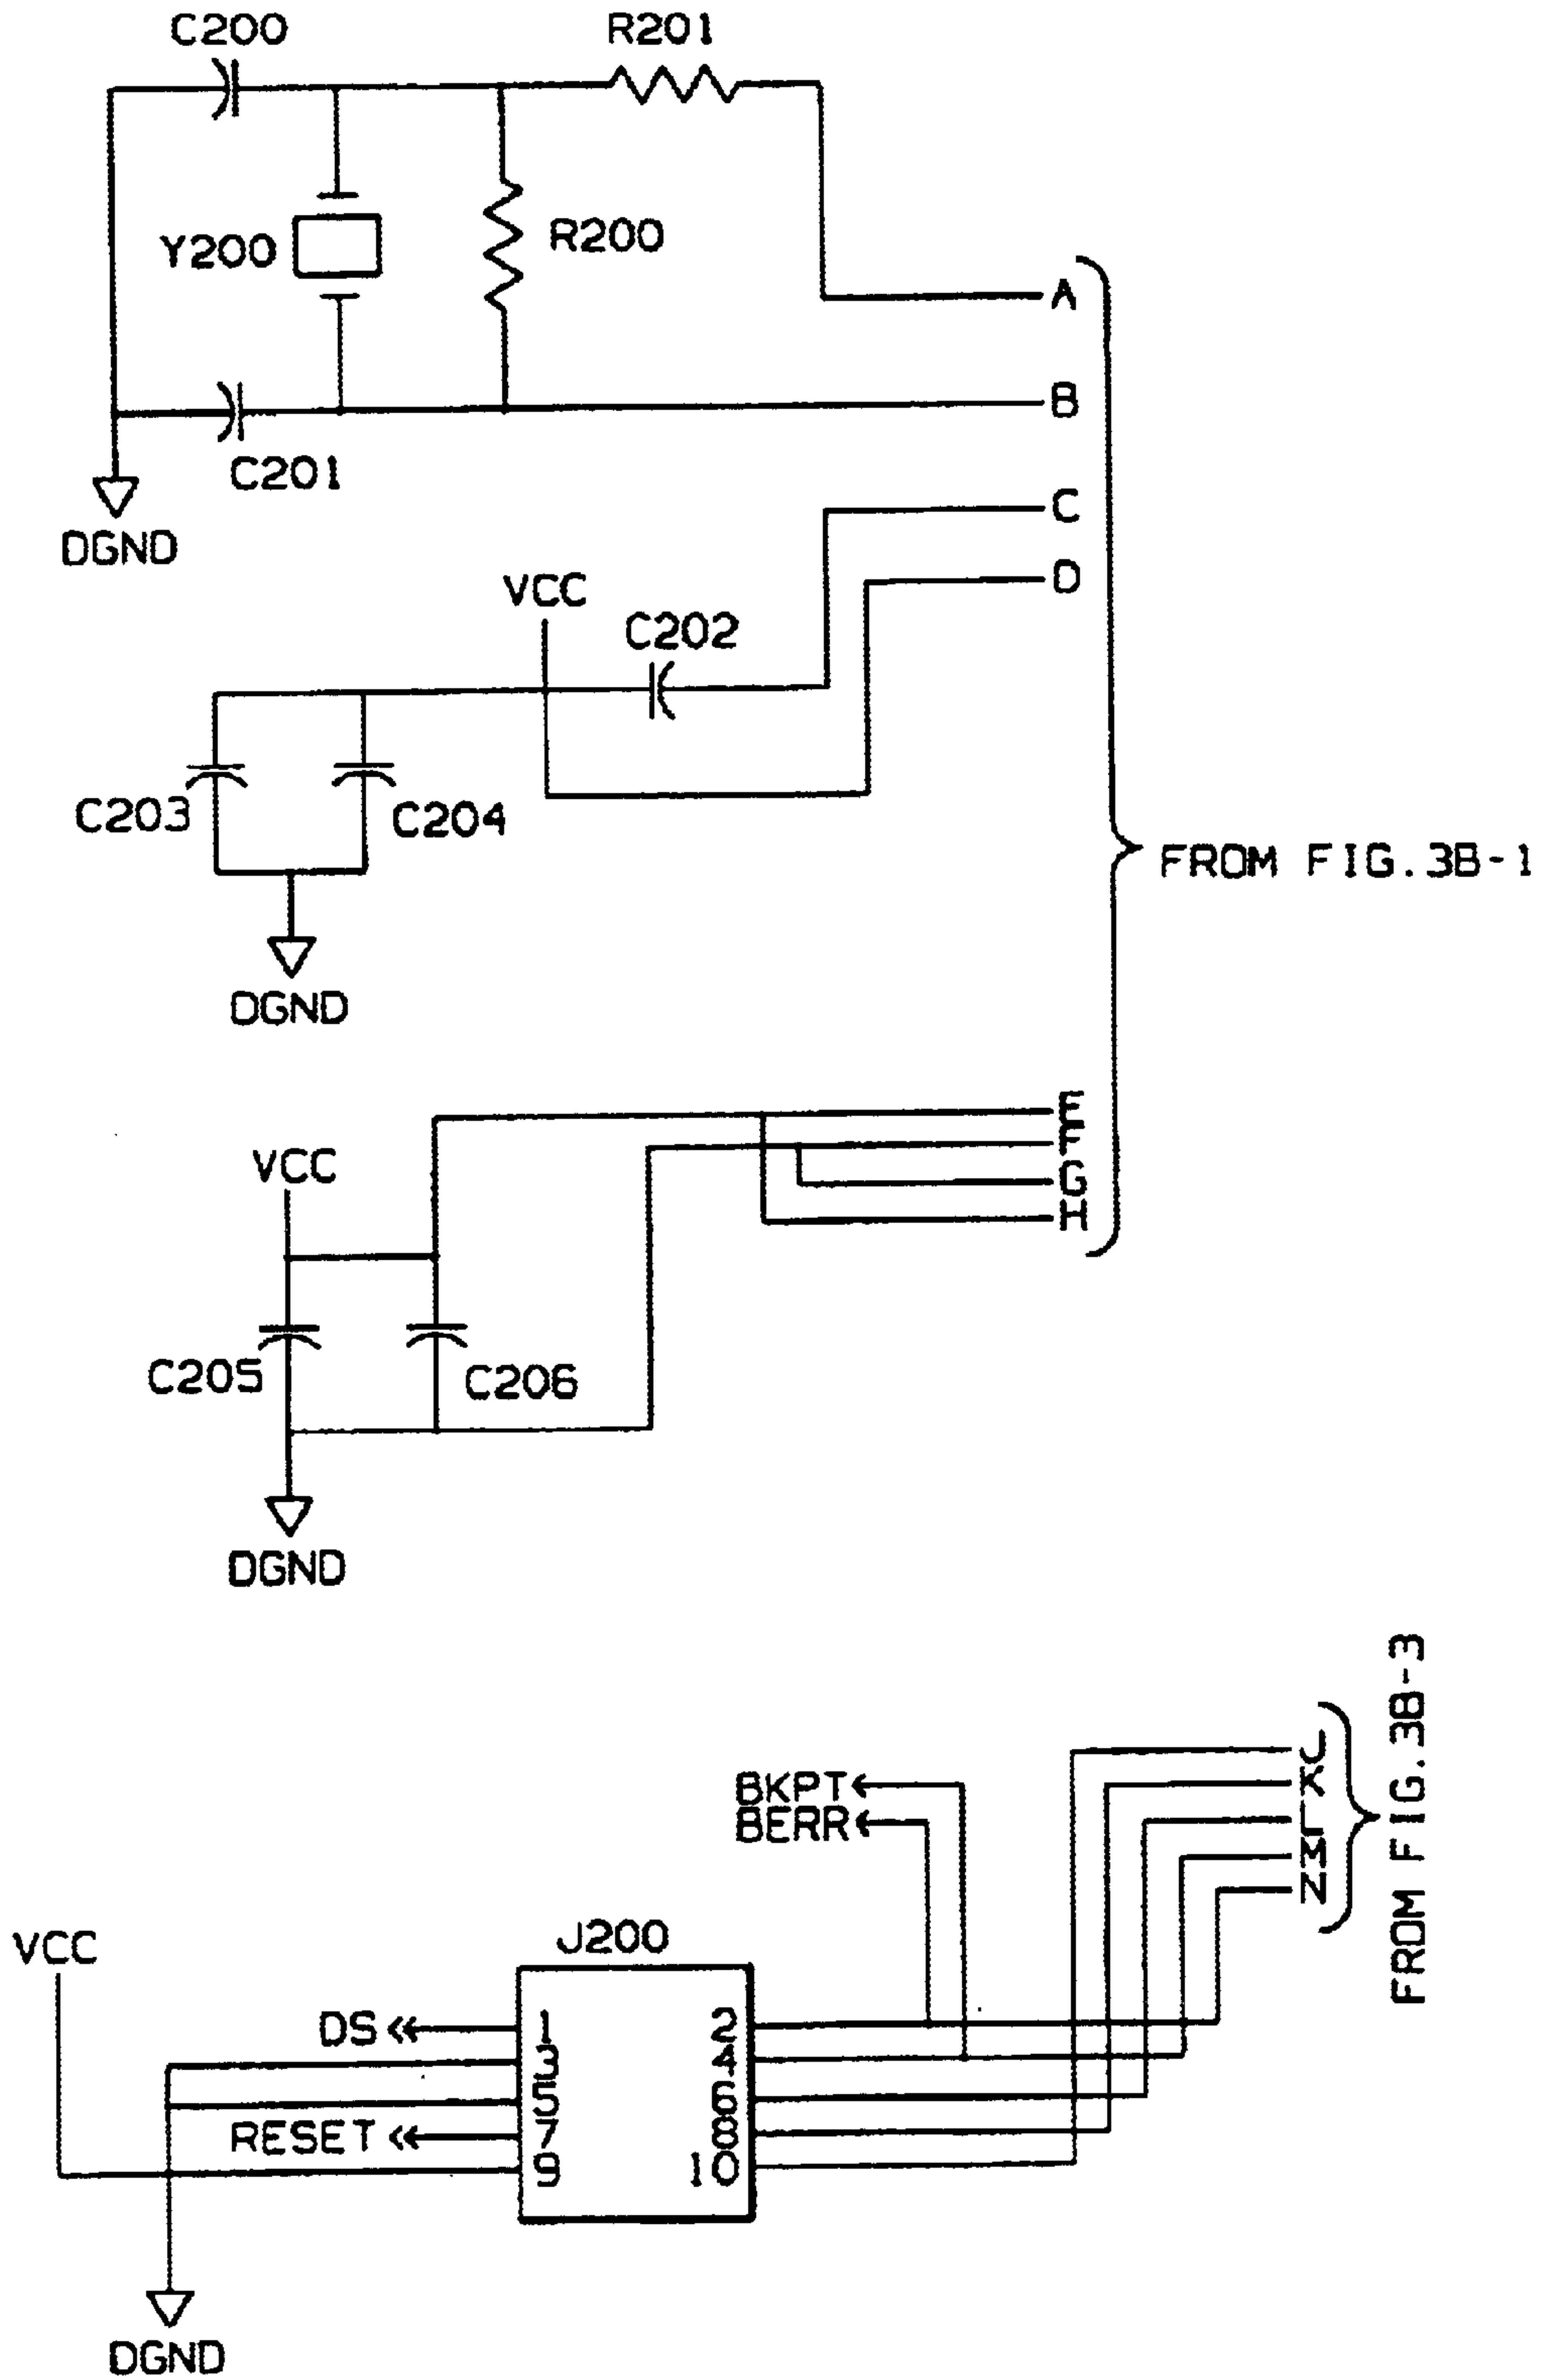 C200
R201
Y200
R200
A
B
C201
C
DGND
D
VCC
C202
C203
C204
FROM FIG.3B-1
DGND
E
F
VCC
G
H
C205
C206
DGND
FROM FIG.3B-3
J
BKPT
K
BERR
L
M
N
J200
VCC
DS
1
2
3
4
5
6
RESET
7
8
9
10
DGND